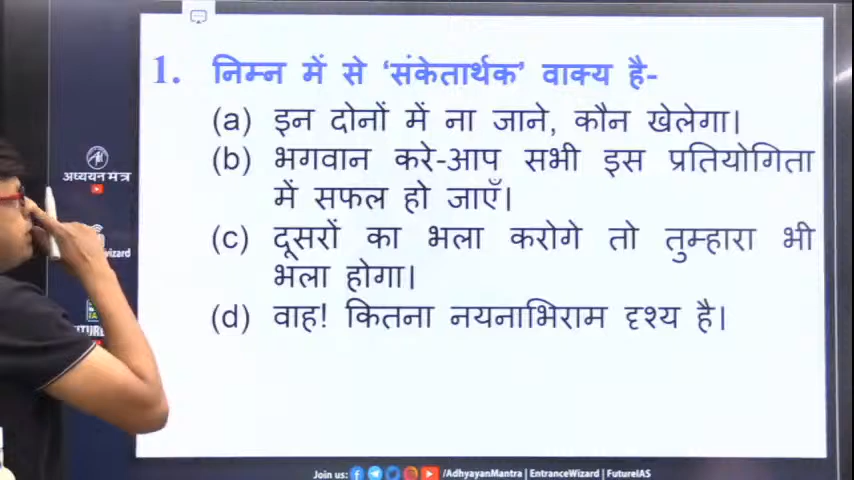 1. निम्न में से ‘संकेतार्थक’ वाक्य है-
(a) इन दोनों में ना जाने, कौन खेलेगा।
(b) भगवान करे-आप सभी इस प्रतियोगिता
में सफल हो जाएँ।
(c) दूसरों का भला करोगे तो तुम्हारा भी
भला होगा।
(d) वाह! कितना नयनाभिराम दृश्य है।
अध्ययन मंत्र
Join us: /AdhyayanMantra | EntranceWizard | FutureIAS